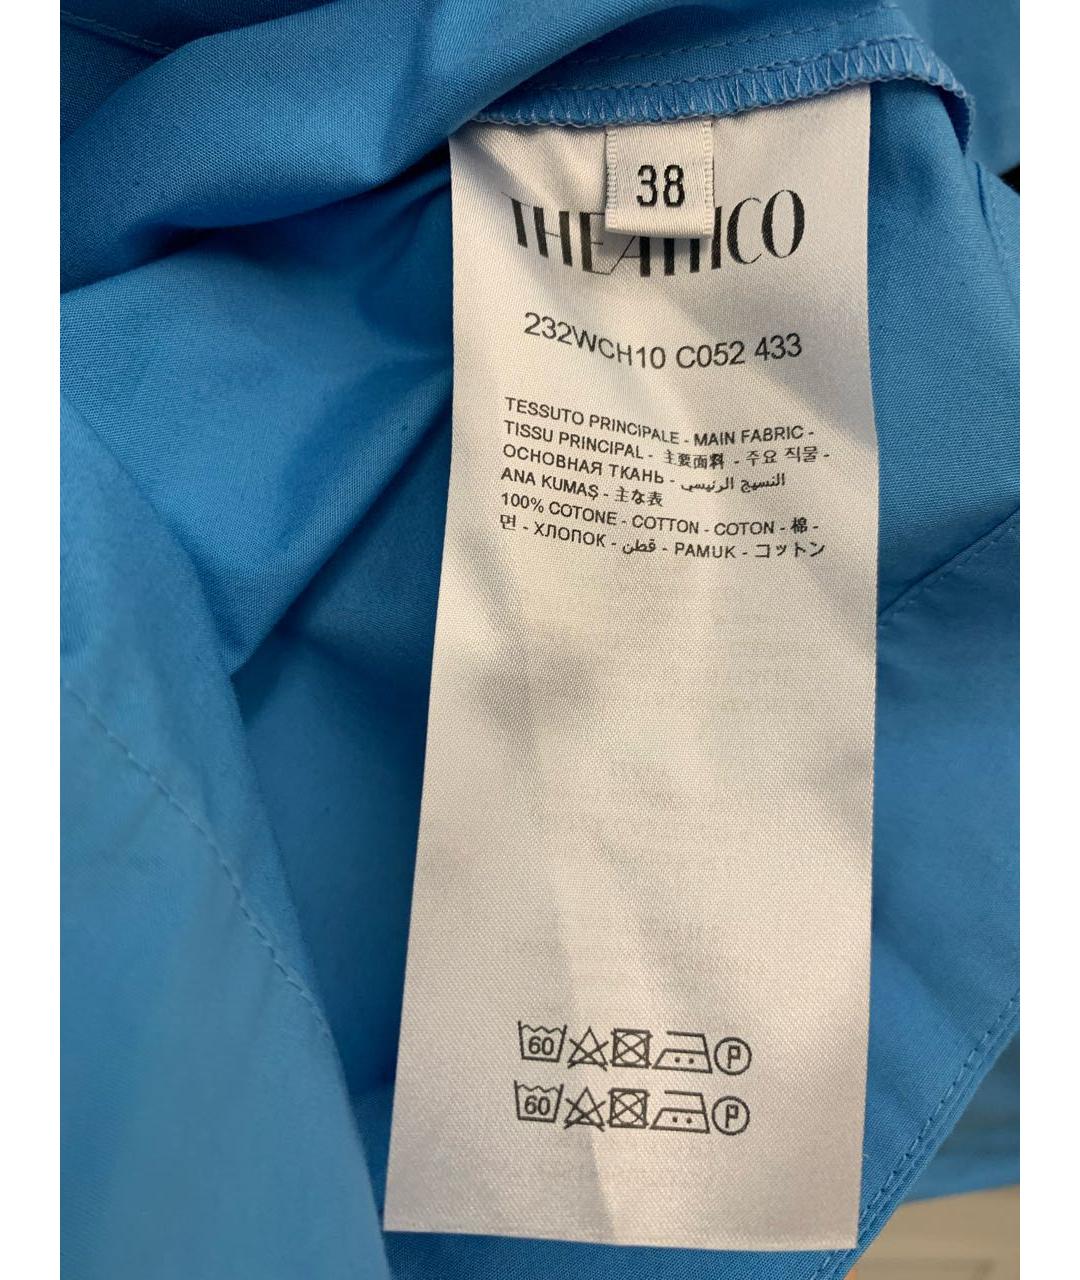 38
THE ATTICO
232WCH10 C052 433
TESSUTO PRINCIPALE - MAIN FABRIC -
TISSU PRINCIPAL - 主要面料 - 주요 직물 -
ОСНОВНАЯ ТКАНЬ - النسيج الرئيسي -
ANA KUMAŞ - 主な表
100% COTONE - COTTON - COTON - 棉 -
면 - ХЛОПОК - قطن - PAMUK - コットン
60 P
60 P